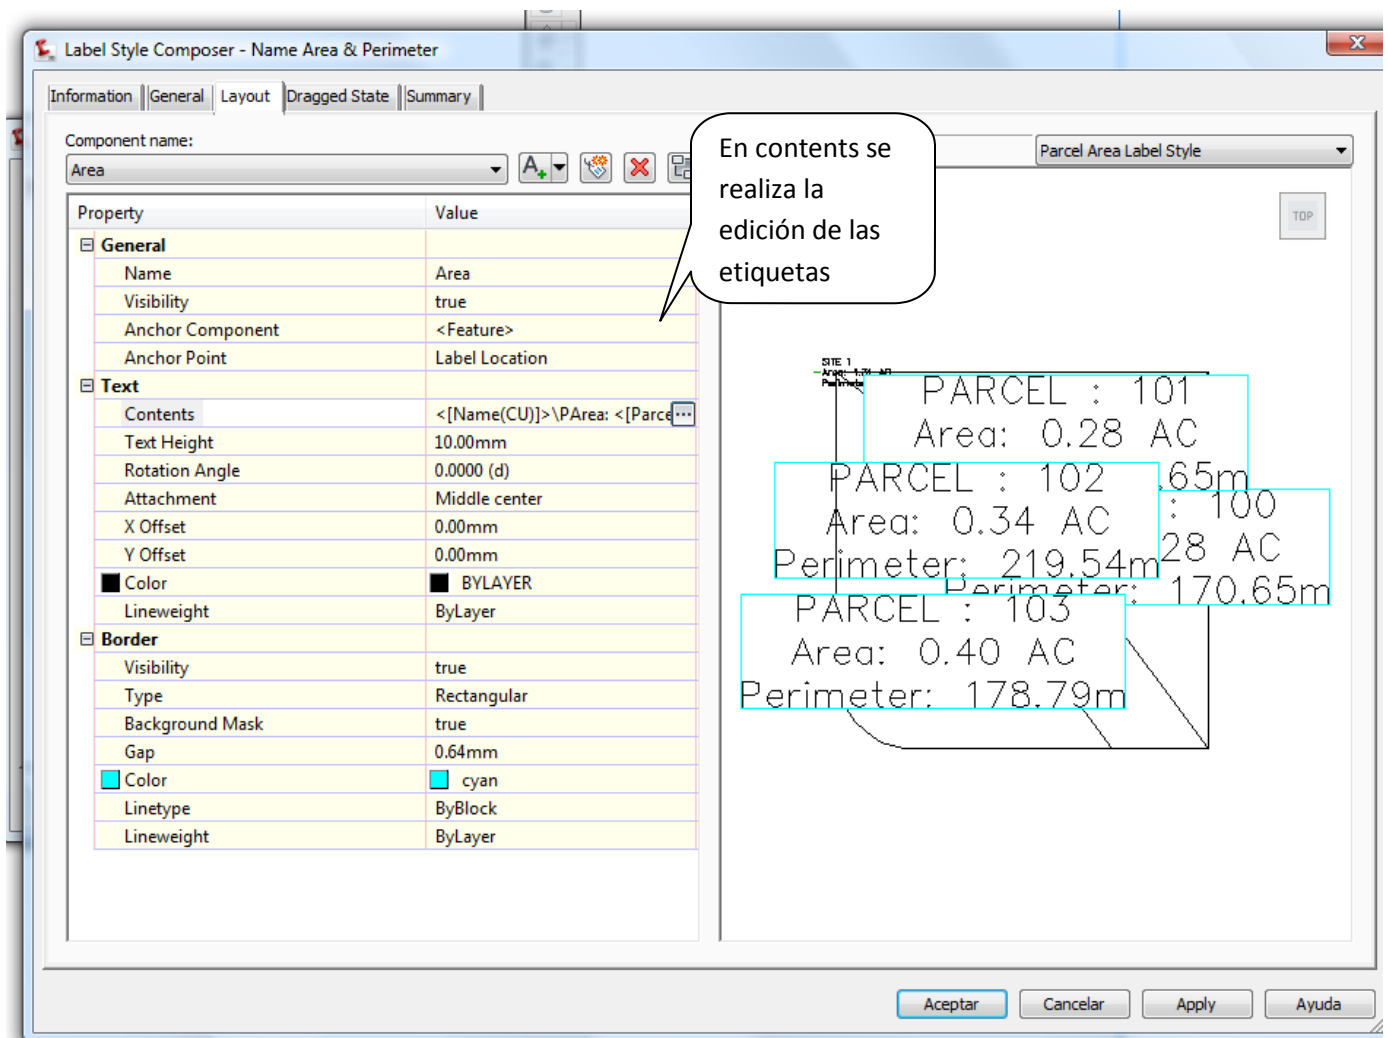 Label Style Composer - Name Area & Perimeter
Information General Layout Dragged State Summary
Component name:
Area
Parcel Area Label Style
En contents se
realiza la
edición de las
etiquetas
Property Value
General
Name Area
Visibility true
Anchor Component <Feature>
Anchor Point Label Location
Text
Contents <[Name(CU)]>\PArea: <[Parce ...
Text Height 10.00mm
Rotation Angle 0.0000 (d)
Attachment Middle center
X Offset 0.00mm
Y Offset 0.00mm
Color BYLAYER
Lineweight ByLayer
Border
Visibility true
Type Rectangular
Background Mask true
Gap 0.64mm
Color cyan
Linetype ByBlock
Lineweight ByLayer
TOP
SITE 1
PARCEL : 101
Area: 0.28 AC
.65m
PARCEL : 102
Area: 0.34 AC
Perimeter: 219.54m
: 100
28 AC
Perimeter: 170.65m
PARCEL : 103
Area: 0.40 AC
Perimeter: 178.79m
Aceptar Cancelar Apply Ayuda